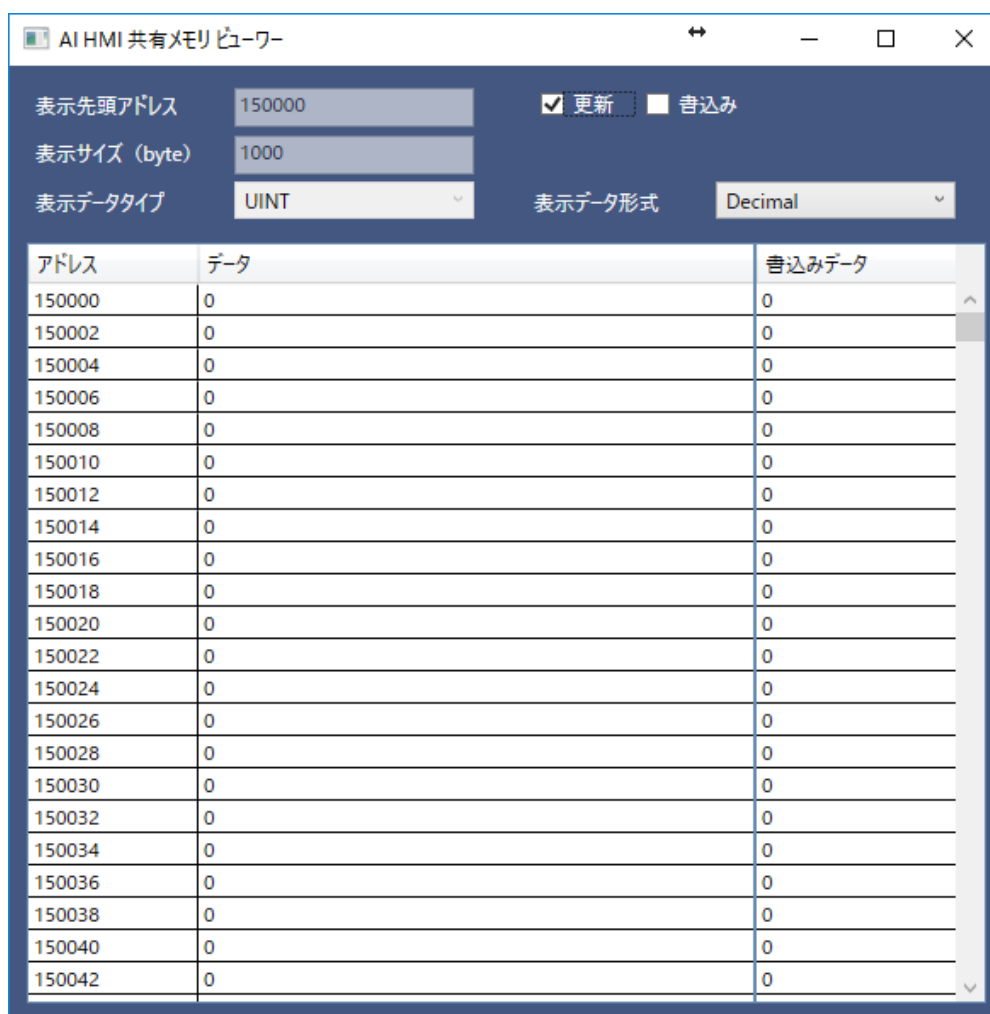 AI HMI 共有メモリ ビューワー
表示先頭アドレス 150000 更新 書込み
表示サイズ（byte） 1000
表示データタイプ UINT 表示データ形式 Decimal
アドレス データ 書込みデータ
150000 0 0
150002 0 0
150004 0 0
150006 0 0
150008 0 0
150010 0 0
150012 0 0
150014 0 0
150016 0 0
150018 0 0
150020 0 0
150022 0 0
150024 0 0
150026 0 0
150028 0 0
150030 0 0
150032 0 0
150034 0 0
150036 0 0
150038 0 0
150040 0 0
150042 0 0